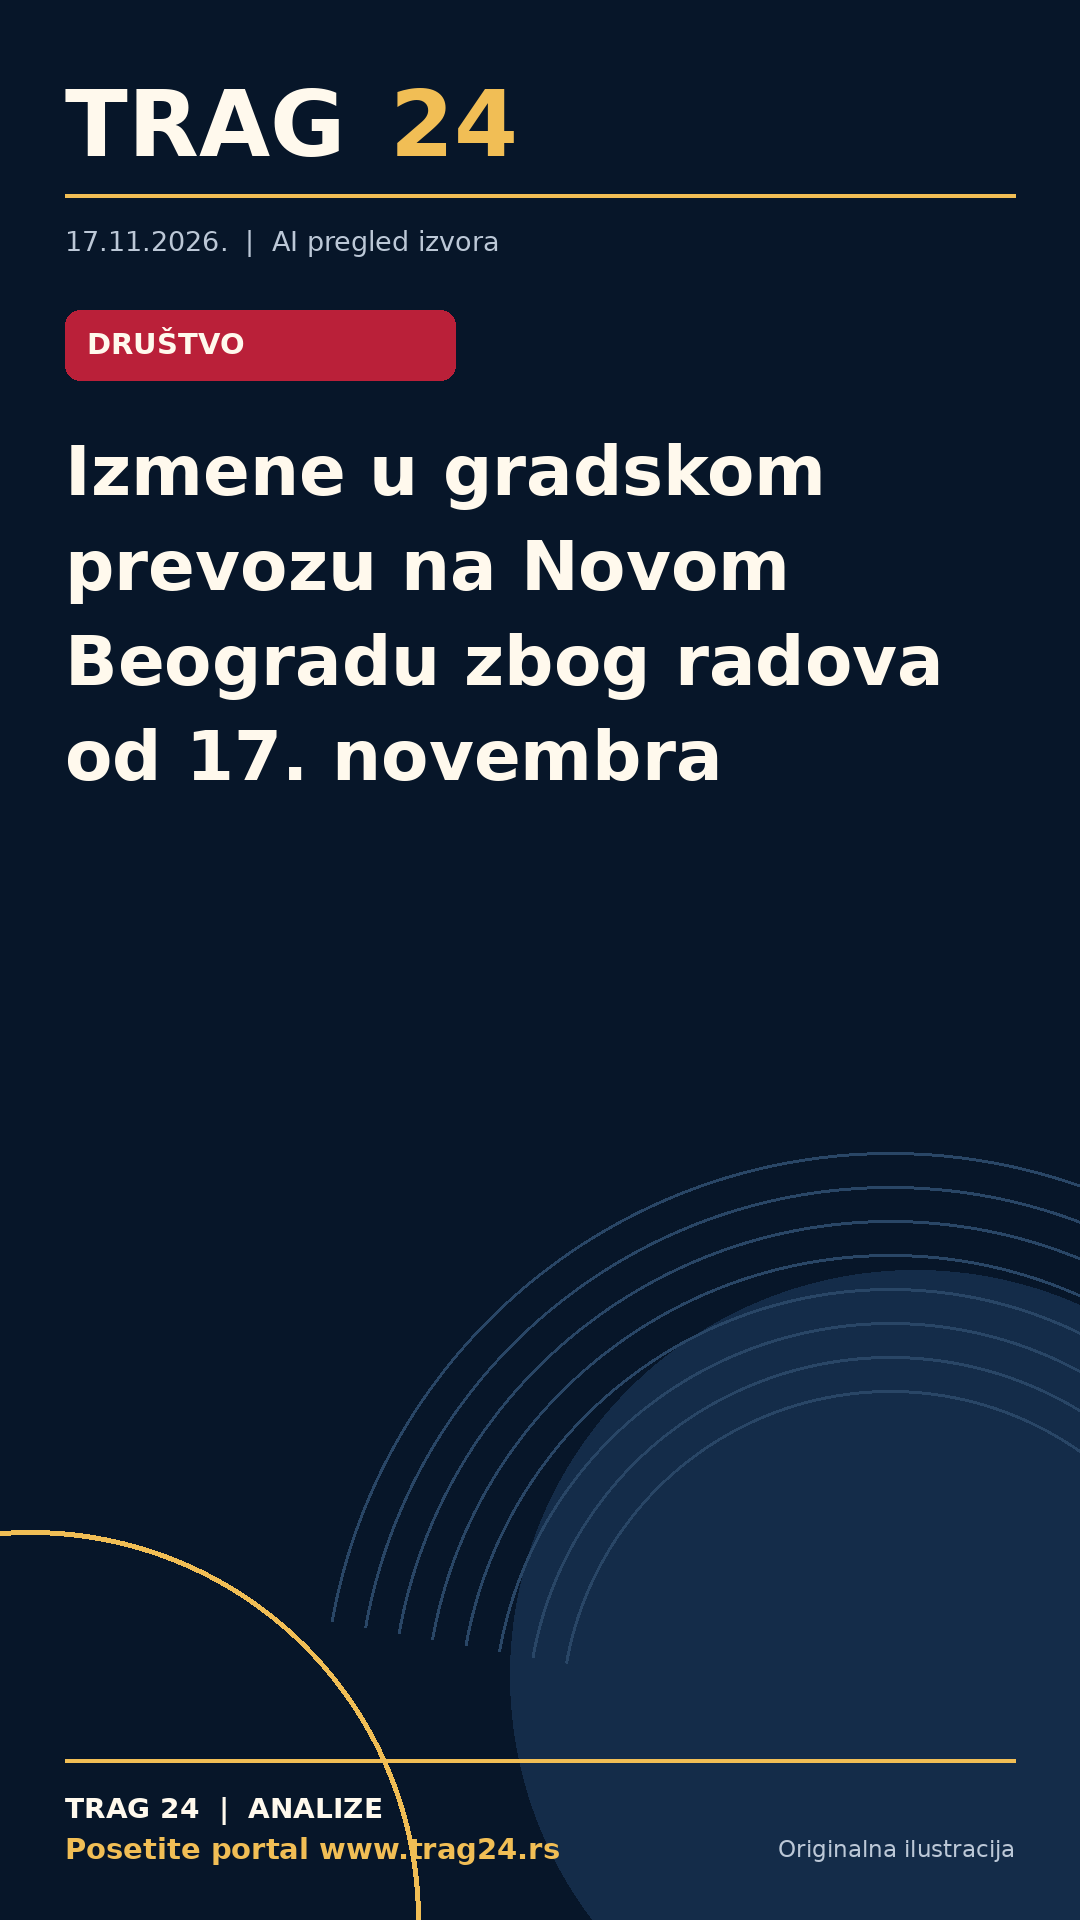 TRAG 24
17.11.2026. | AI pregled izvora
DRUŠTVO
Izmene u gradskom
prevozu na Novom
Beogradu zbog radova
od 17. novembra
TRAG 24 | ANALIZE
Posetite portal www.trag24.rs
Originalna ilustracija